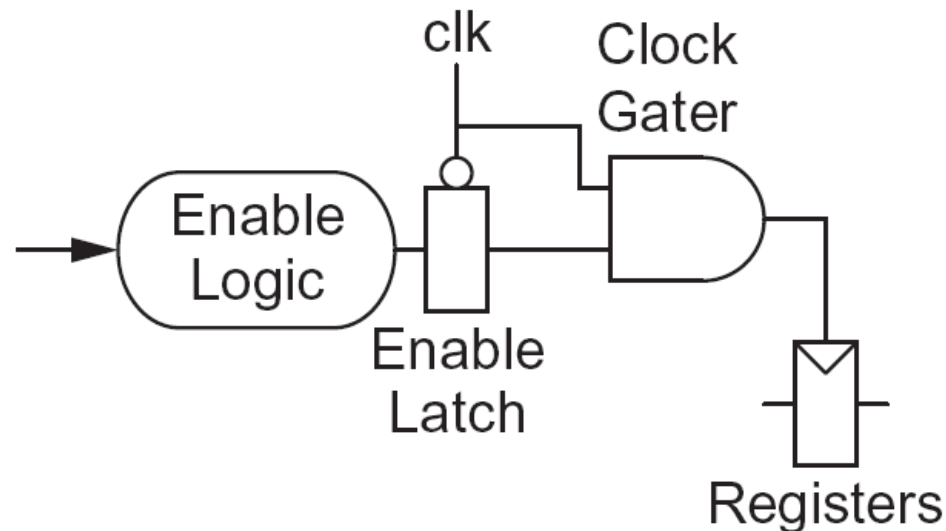 clk
Clock
Gater
Enable
Logic
Enable
Latch
Registers